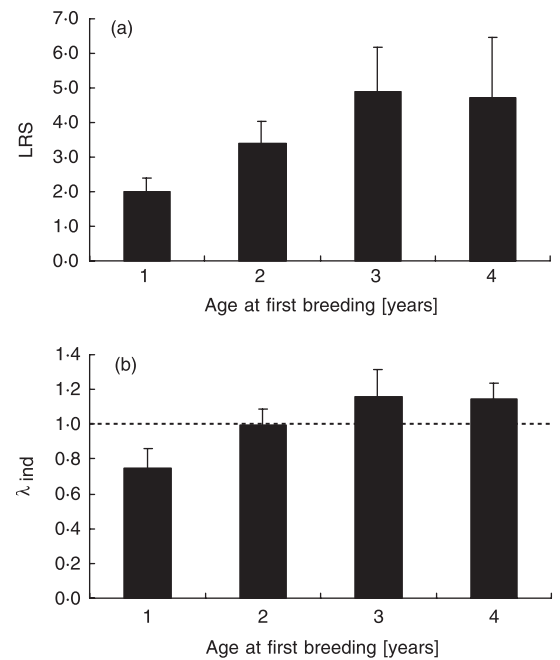 (a)
7·0
6·0
5·0
4·0
3·0
2·0
1·0
0·0
LRS
1 2 3 4
Age at first breeding [years]
(b)
1·4
1·2
1·0
0·8
0·6
0·4
0·2
0·0
λ ind
1 2 3 4
Age at first breeding [years]